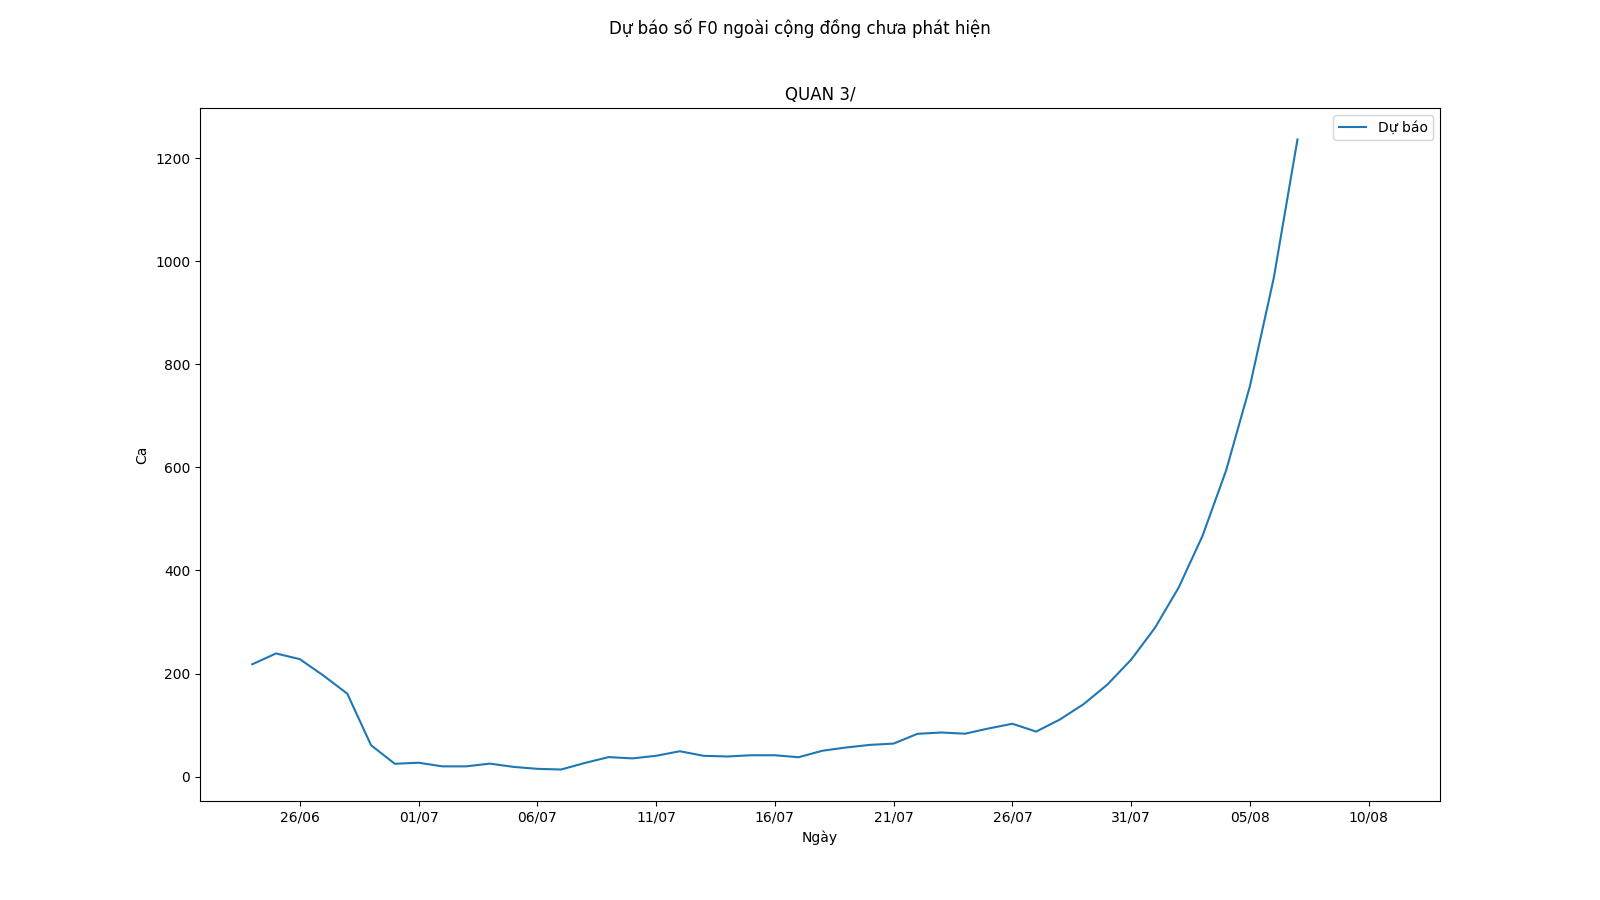 Dự báo số F0 ngoài cộng đồng chưa phát hiện
QUAN 3/
Dự báo
1200
1000
800
600
400
200
0
Ca
26/06 01/07 06/07 11/07 16/07 21/07 26/07 31/07 05/08 10/08
Ngày